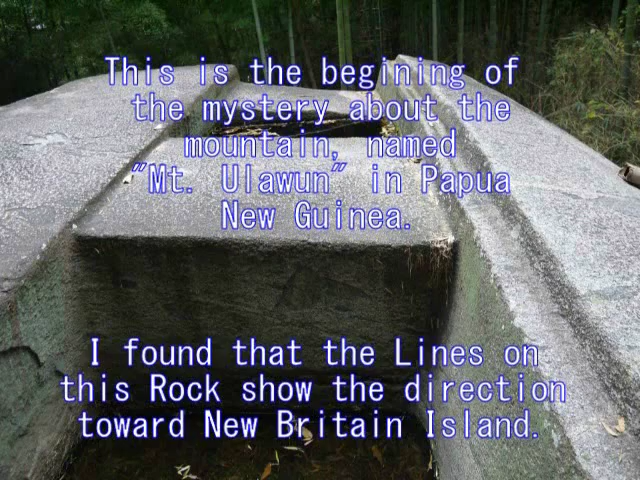 This is the begining of
the mystery about the
mountain, named
"Mt. Ulawun" in Papua
New Guinea.
I found that the Lines on
this Rock show the direction
toward New Britain Island.